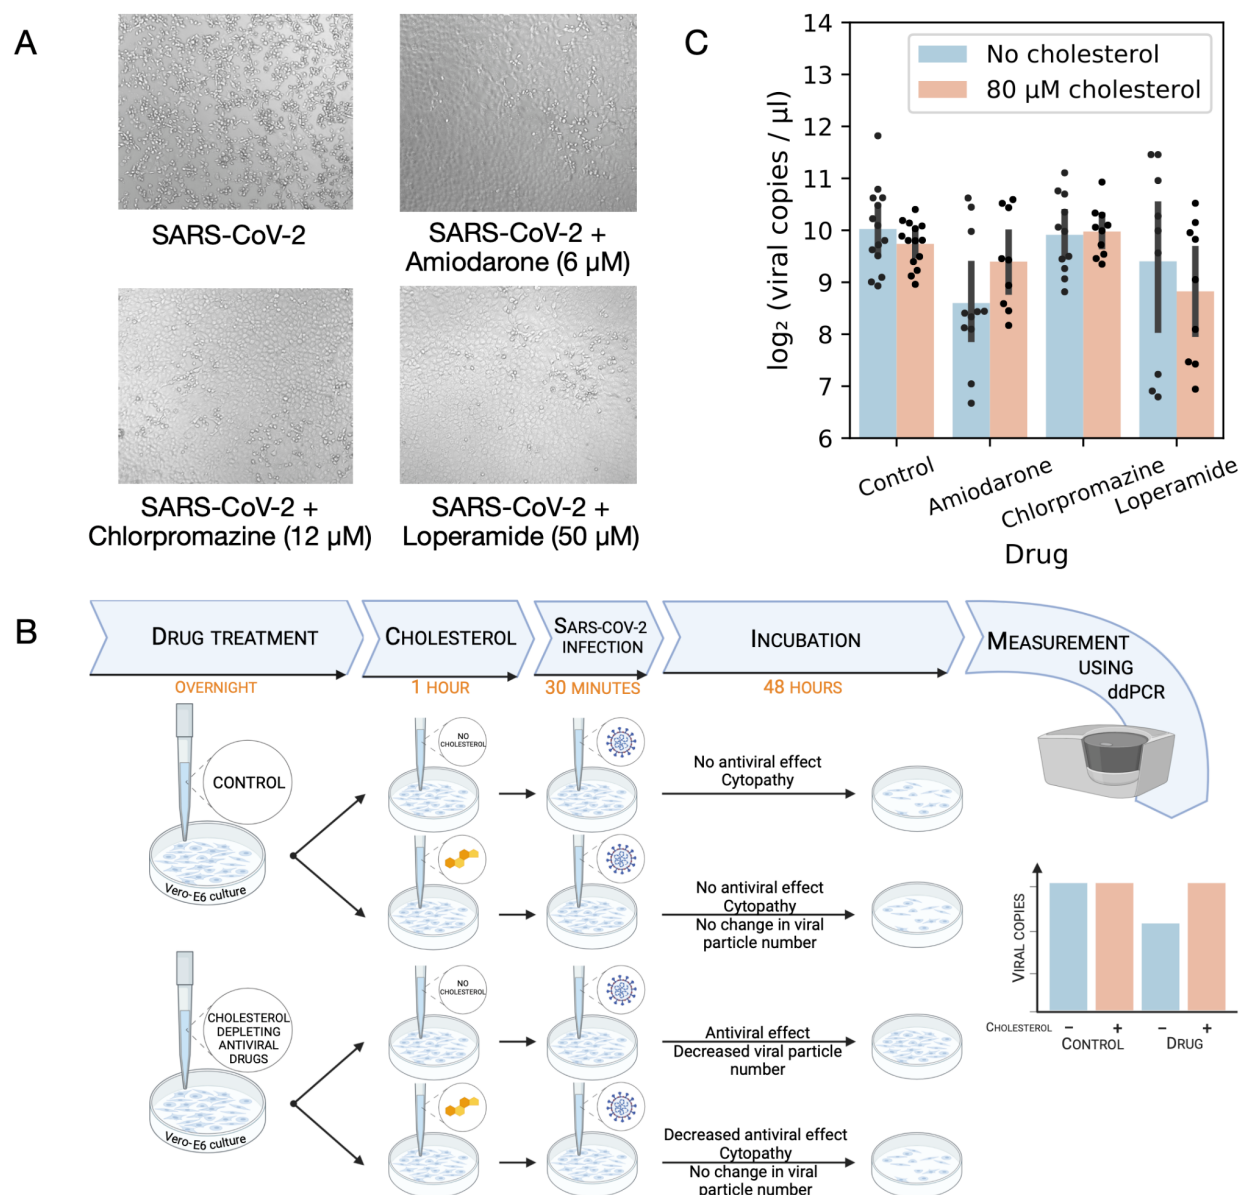 A
SARS-CoV-2
SARS-CoV-2 +
Amiodarone (6 µM)
SARS-CoV-2 +
Chlorpromazine (12 µM)
SARS-CoV-2 +
Loperamide (50 µM)
C
log₂ (viral copies / µl)
14
13
12
11
10
9
8
7
6
No cholesterol
80 µM cholesterol
Control
Amiodarone
Chlorpromazine
Loperamide
Drug
B
DRUG TREATMENT
OVERNIGHT
CHOLESTEROL
1 HOUR
SARS-COV-2
INFECTION
30 MINUTES
INCUBATION
48 HOURS
MEASUREMENT
USING
ddPCR
CONTROL
Vero-E6 culture
NO
CHOLESTEROL
No antiviral effect
Cytopathy
No antiviral effect
Cytopathy
No change in viral
particle number
CHOLESTEROL
DEPLETING
ANTIVIRAL
DRUGS
Vero-E6 culture
NO
CHOLESTEROL
Antiviral effect
Decreased viral particle
number
Decreased antiviral effect
Cytopathy
No change in viral
particle number
VIRAL COPIES
CHOLESTEROL – + – +
CONTROL DRUG